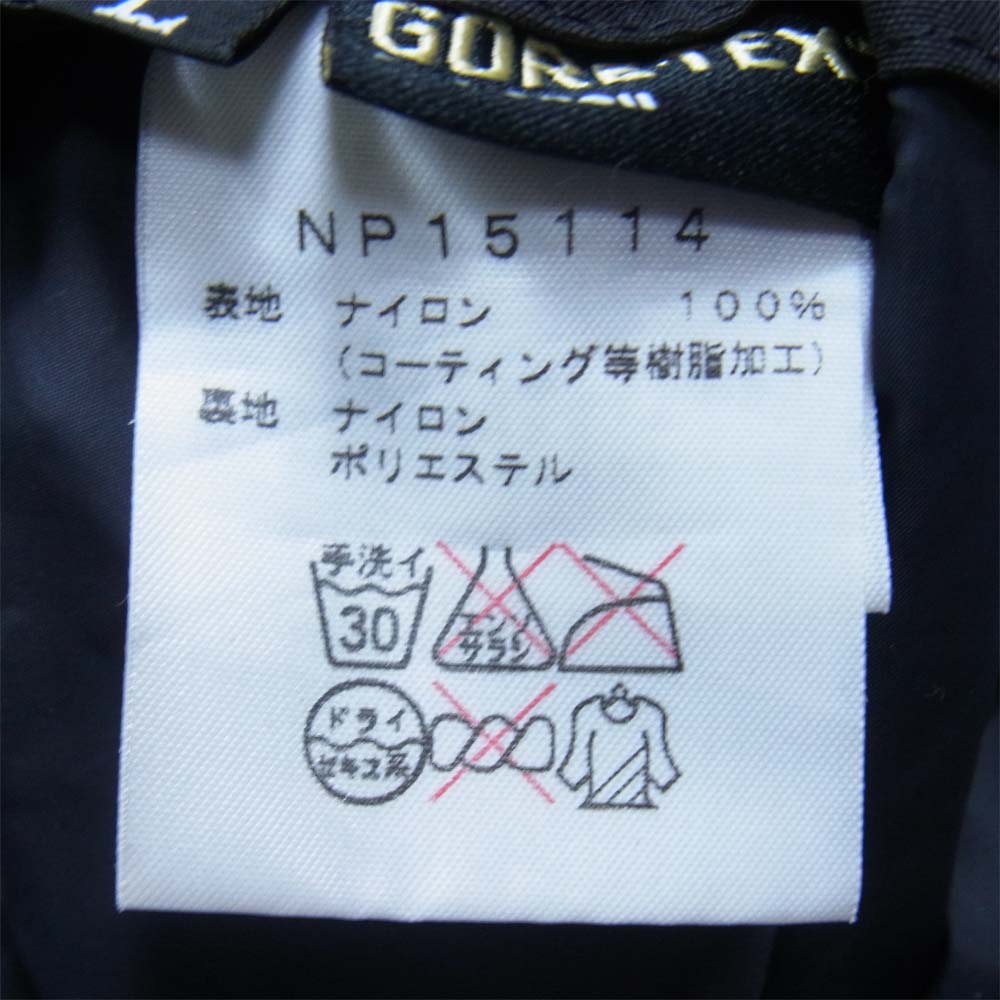 GORE-TEX
NP15114
表地 ナイロン 100%
(コーティング等樹脂加工)
裏地 ナイロン
ポリエステル
手洗イ
30
エンソ
サラシ
ドライ
セキユ系